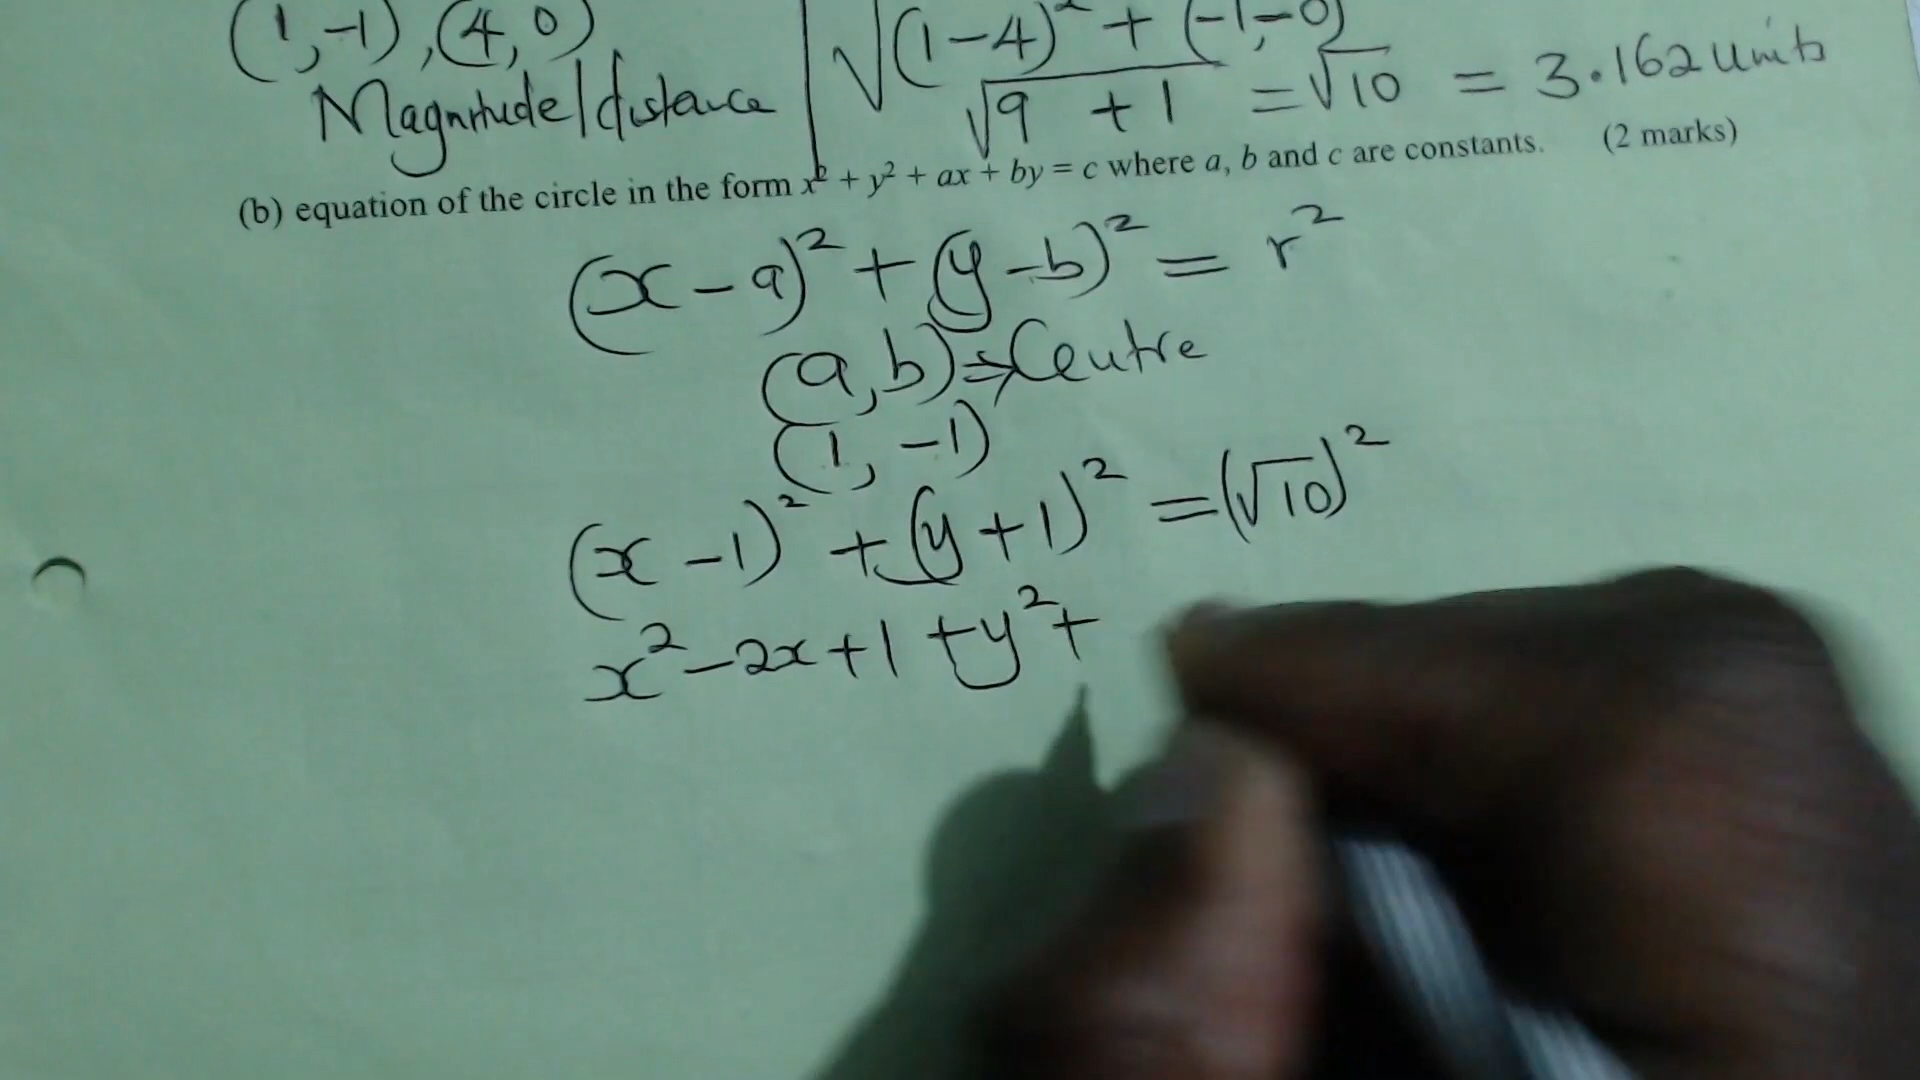 (1,-1),(4,0) √(1-4)² + (-1,-0)
Magnitude/distance √9 + 1 = √10 = 3.162 units
(b) equation of the circle in the form x² + y² + ax + by = c where a, b and c are constants. (2 marks)
(x-a)² + (y-b)² = r²
(a,b) ⇒ Centre
(1,-1)
(x-1)² + (y+1)² = (√10)²
x² - 2x + 1 + y² +